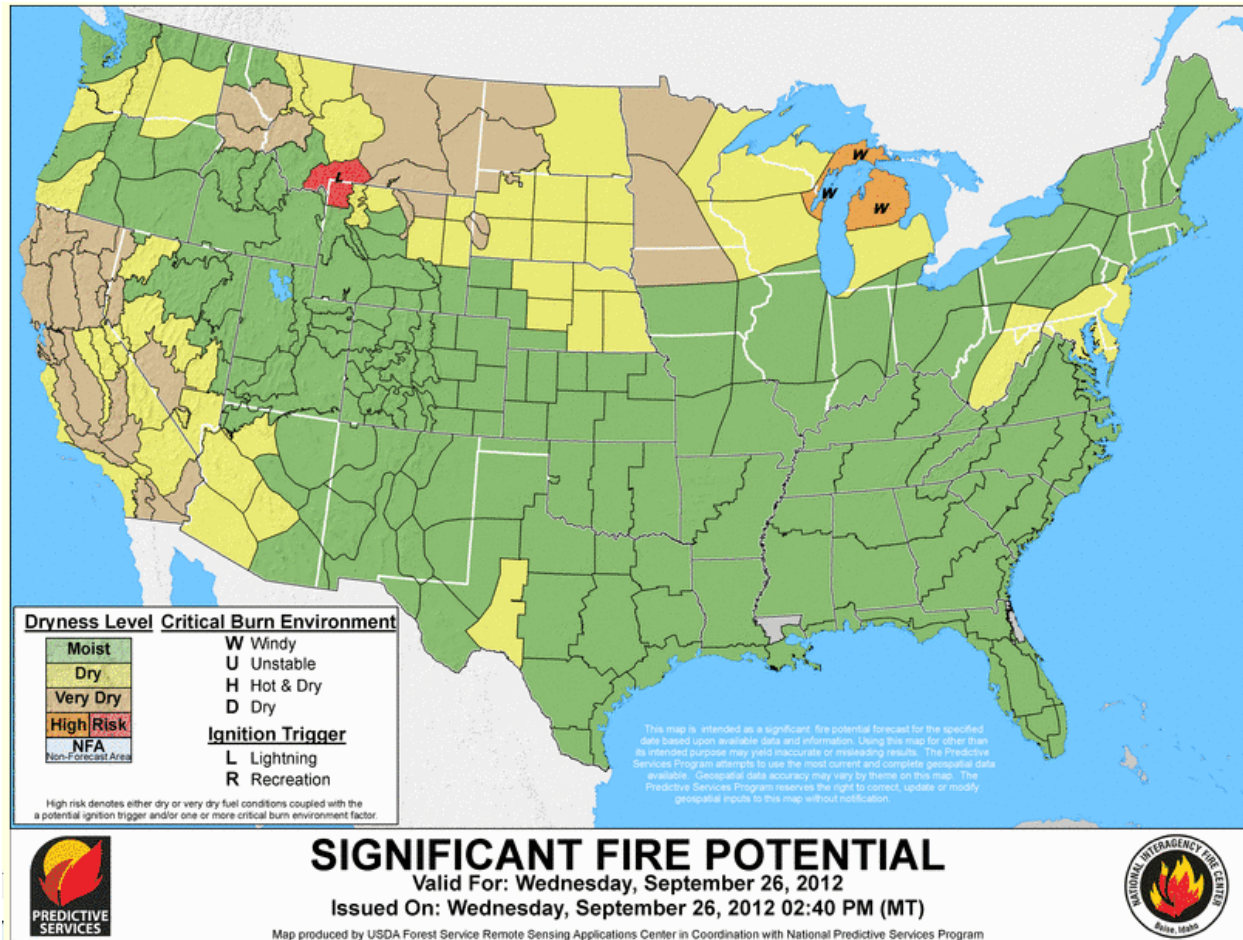 L
W
W
W
Dryness Level
Moist
Dry
Very Dry
High Risk
NFA
Non-Forecast Area
Critical Burn Environment
W Windy
U Unstable
H Hot & Dry
D Dry
Ignition Trigger
L Lightning
R Recreation
High risk denotes either dry or very dry fuel conditions coupled with the
a potential ignition trigger and/or one or more critical burn environment factor.
This map is intended as a significant fire potential forecast for the specified
date based upon available data and information. Using this map for other than
its intended purpose may yield inaccurate or misleading results. The Predictive
Services Program attempts to use the most current and complete geospatial data
available. Geospatial data accuracy may vary by theme on this map. The
Predictive Services Program reserves the right to correct, update or modify
geospatial inputs to this map without notification.
PREDICTIVE
SERVICES
SIGNIFICANT FIRE POTENTIAL
Valid For: Wednesday, September 26, 2012
Issued On: Wednesday, September 26, 2012 02:40 PM (MT)
Map produced by USDA Forest Service Remote Sensing Applications Center in Coordination with National Predictive Services Program
NATIONAL INTERAGENCY FIRE CENTER
Boise, Idaho